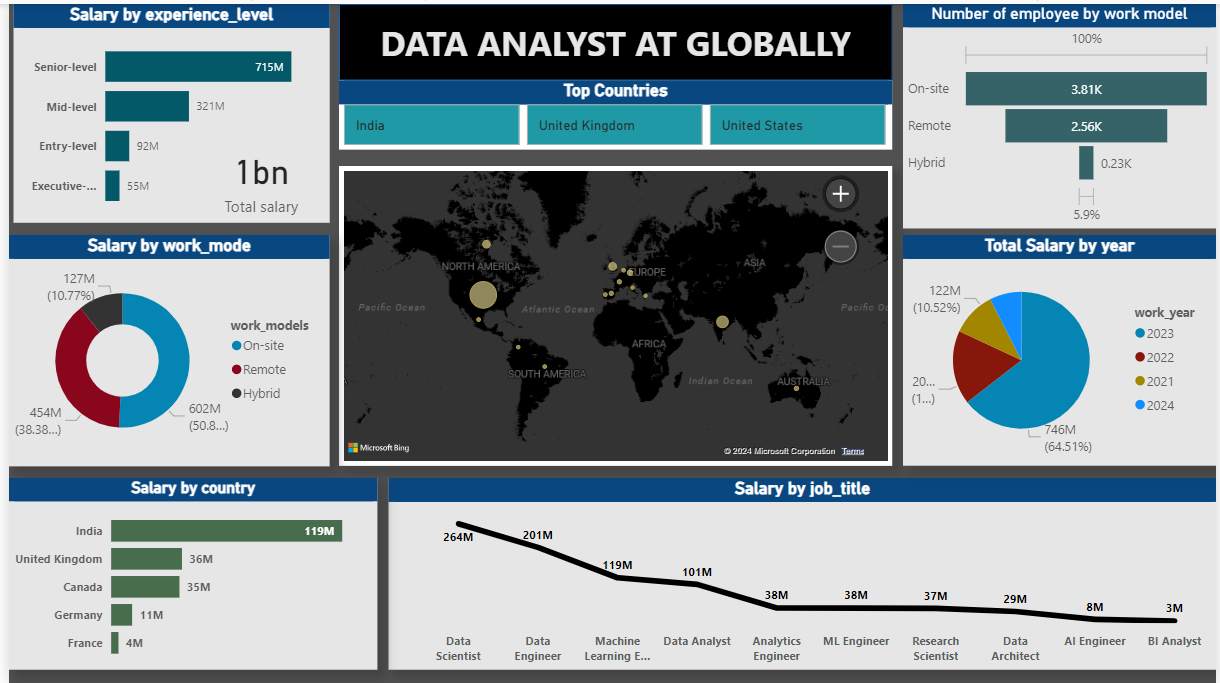 Salary by experience_level
Senior-level
715M
Mid-level
321M
Entry-level
92M
Executive-...
55M
1bn
Total salary
DATA ANALYST AT GLOBALLY
Top Countries
India
United Kingdom
United States
Number of employee by work model
100%
On-site
3.81K
Remote
2.56K
Hybrid
0.23K
5.9%
Salary by work_mode
127M
(10.77%)
454M
(38.38...)
602M
(50.8...)
work_models
On-site
Remote
Hybrid
NORTH AMERICA
EUROPE
ASIA
Pacific Ocean
Atlantic Ocean
Pacific Oc
AFRICA
SOUTH AMERICA
Indian Ocean
AUSTRALIA
Microsoft Bing
© 2024 Microsoft Corporation Terms
Total Salary by year
122M
(10.52%)
20...
(1...)
746M
(64.51%)
work_year
2023
2022
2021
2024
Salary by country
India
119M
United Kingdom
36M
Canada
35M
Germany
11M
France
4M
Salary by job_title
264M
201M
119M
101M
38M
38M
37M
29M
8M
3M
Data
Scientist
Data
Engineer
Machine
Learning E...
Data Analyst
Analytics
Engineer
ML Engineer
Research
Scientist
Data
Architect
AI Engineer
BI Analyst